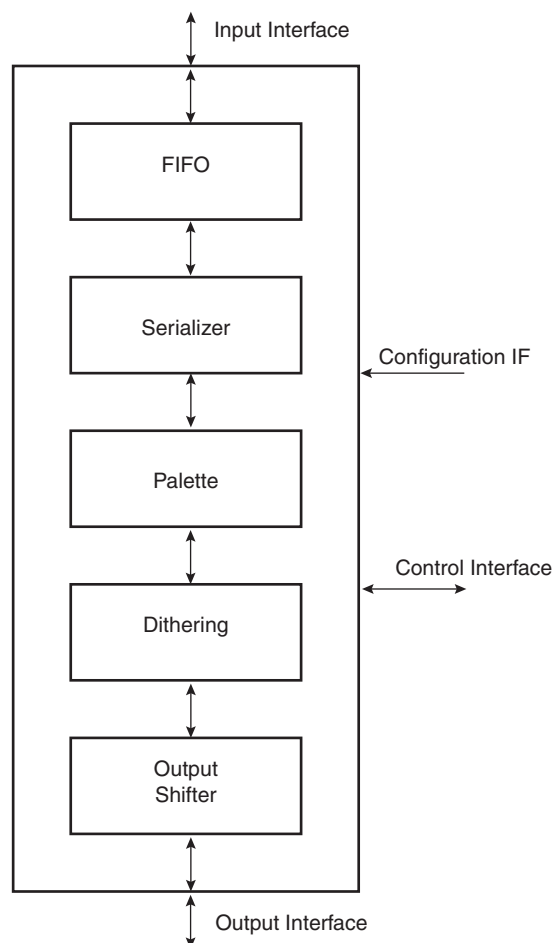 Input Interface
FIFO
Serializer
Configuration IF
Palette
Control Interface
Dithering
Output
Shifter
Output Interface